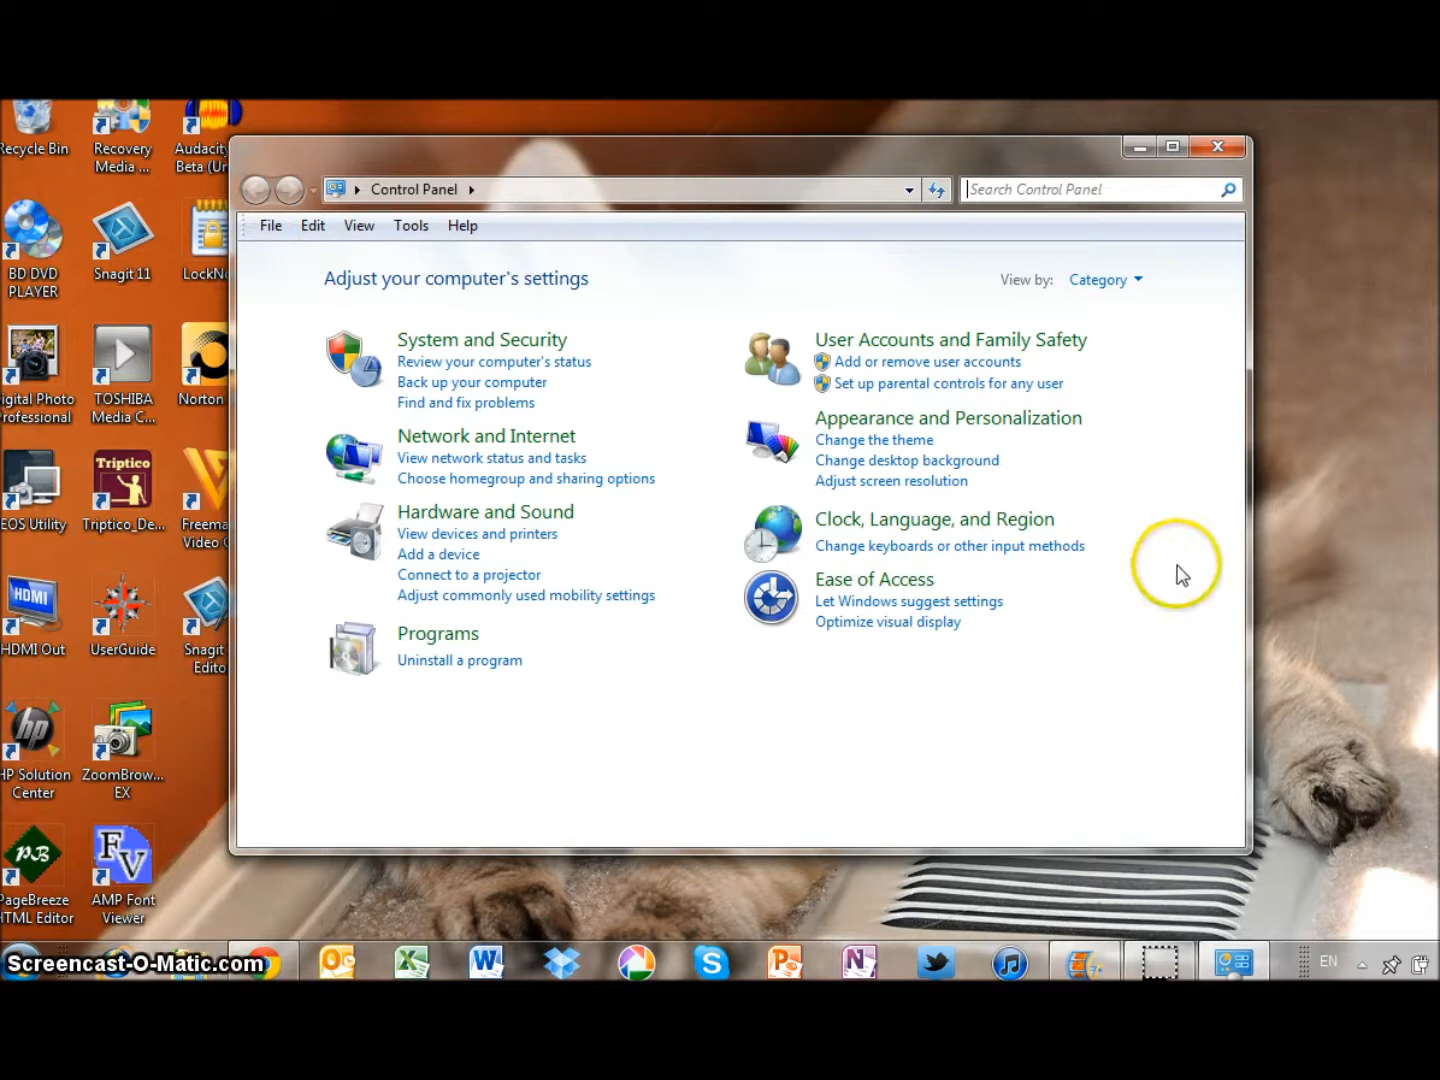 Recycle Bin
Recovery
Media ...
Audacity
Beta (Un
BD DVD
PLAYER
Snagit 11
LockNo
Digital Photo
Professional
TOSHIBA
Media C...
Norton
EOS Utility
Triptico
Triptico_De...
Freema
Video C
HDMI
HDMI Out
UserGuide
Snagit
Edito
hp
HP Solution
Center
ZoomBrow...
EX
PB
PageBreeze
HTML Editor
FV
AMP Font
Viewer
Control Panel
Search Control Panel
File Edit View Tools Help
Adjust your computer's settings
View by: Category
System and Security
Review your computer's status
Back up your computer
Find and fix problems
Network and Internet
View network status and tasks
Choose homegroup and sharing options
Hardware and Sound
View devices and printers
Add a device
Connect to a projector
Adjust commonly used mobility settings
Programs
Uninstall a program
User Accounts and Family Safety
Add or remove user accounts
Set up parental controls for any user
Appearance and Personalization
Change the theme
Change desktop background
Adjust screen resolution
Clock, Language, and Region
Change keyboards or other input methods
Ease of Access
Let Windows suggest settings
Optimize visual display
Screencast-O-Matic.com
EN